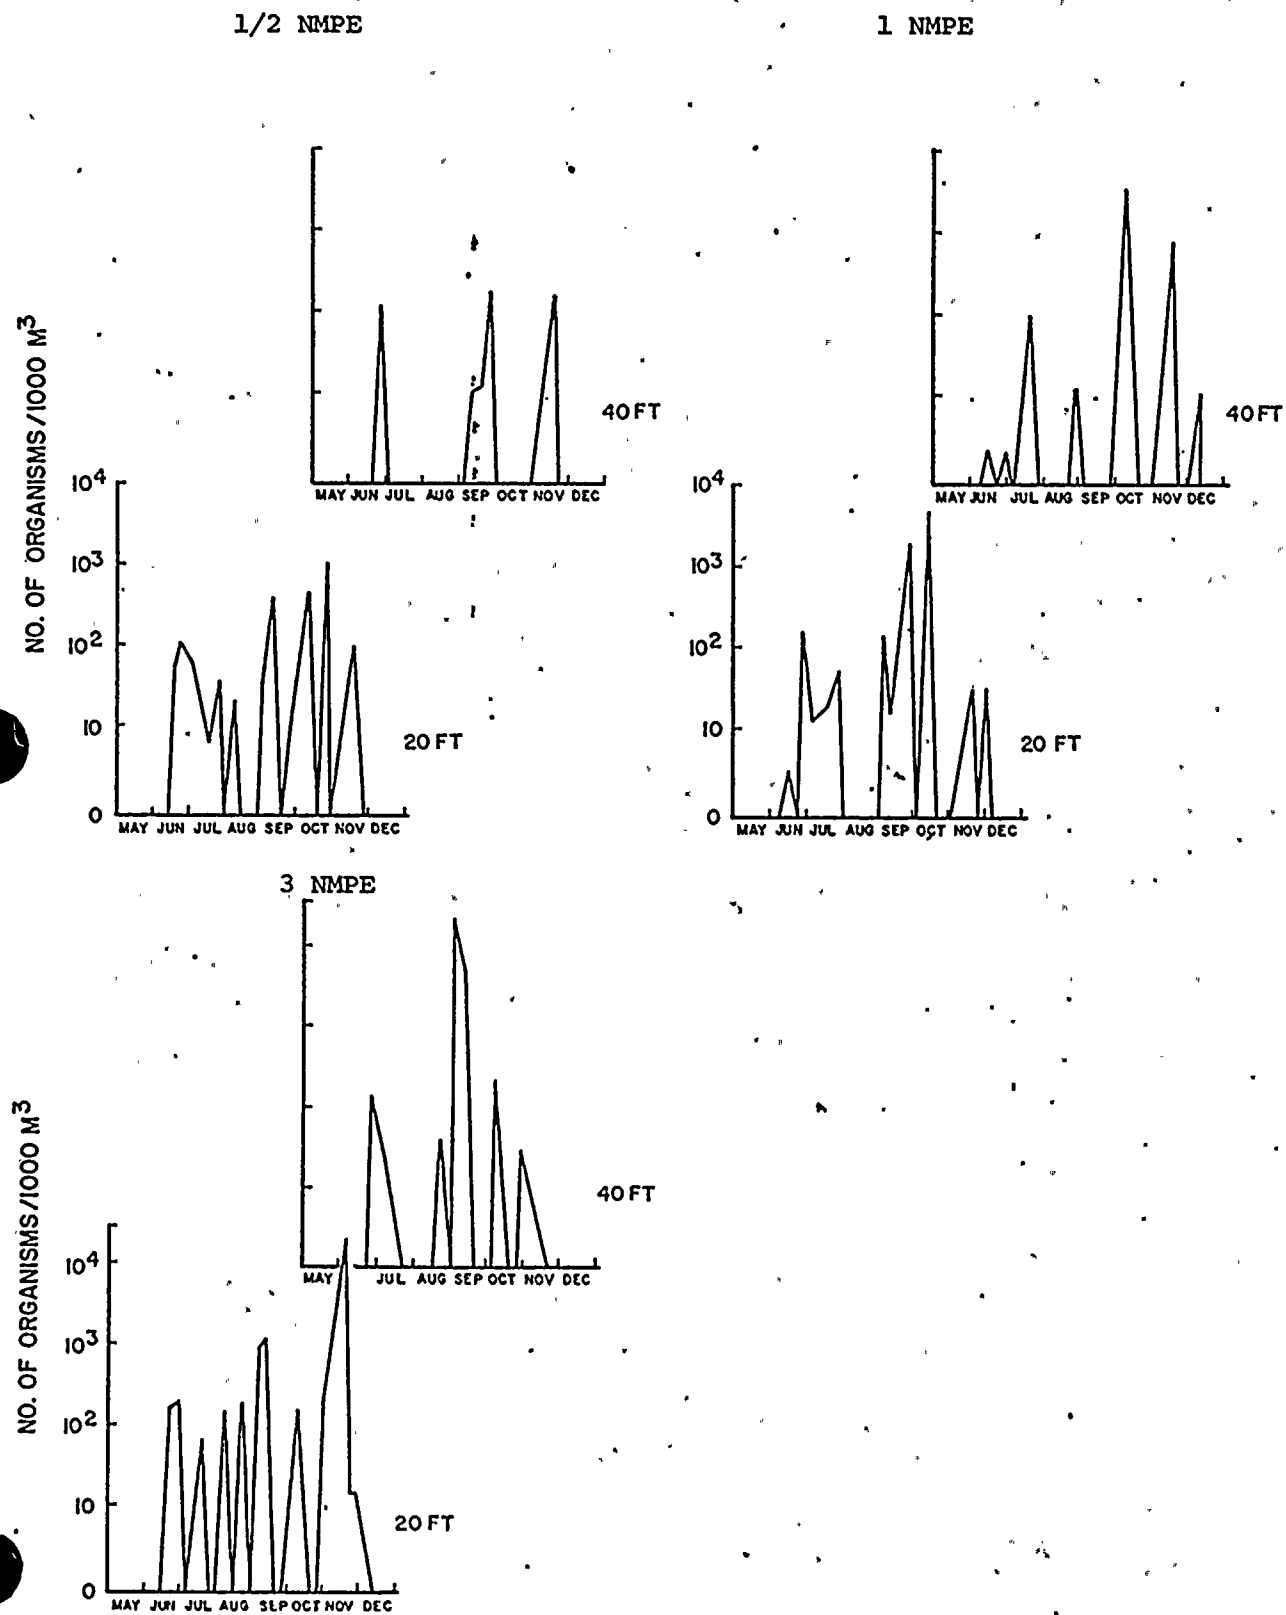 1/2 NMPE
1 NMPE
NO. OF ORGANISMS/1000 M³
40 FT
MAY JUN JUL AUG SEP OCT NOV DEC
10⁴
10³
10²
10
0
20 FT
MAY JUN JUL AUG SEP OCT NOV DEC
40 FT
MAY JUN JUL AUG SEP OCT NOV DEC
10⁴
10³
10²
10
0
20 FT
MAY JUN JUL AUG SEP OCT NOV DEC
3 NMPE
NO. OF ORGANISMS/1000 M³
40 FT
MAY JUL AUG SEP OCT NOV DEC
10⁴
10³
10²
10
0
20 FT
MAY JUN JUL AUG SEP OCT NOV DEC